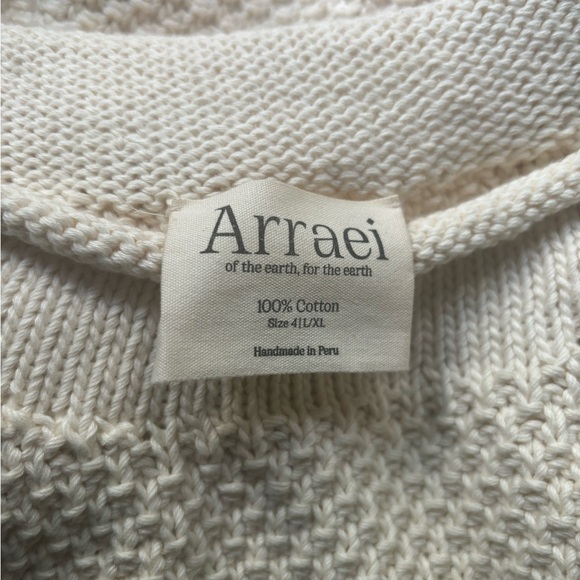 Arraei
of the earth, for the earth
100% Cotton
Size 4|L/XL
Handmade in Peru